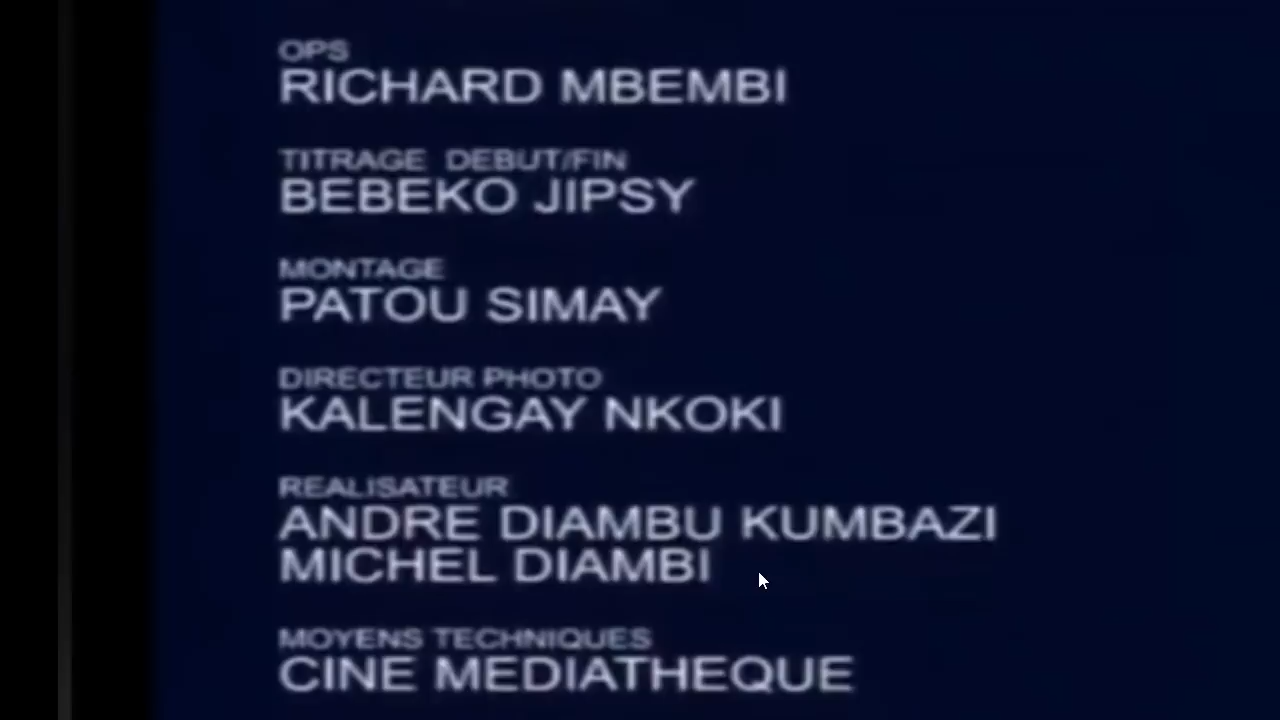 OPS
RICHARD MBEMBI
TITRAGE DEBUT/FIN
BEBEKO JIPSY
MONTAGE
PATOU SIMAY
DIRECTEUR PHOTO
KALENGAY NKOKI
REALISATEUR
ANDRE DIAMBU KUMBAZI
MICHEL DIAMBI
MOYENS TECHNIQUES
CINE MEDIATHEQUE